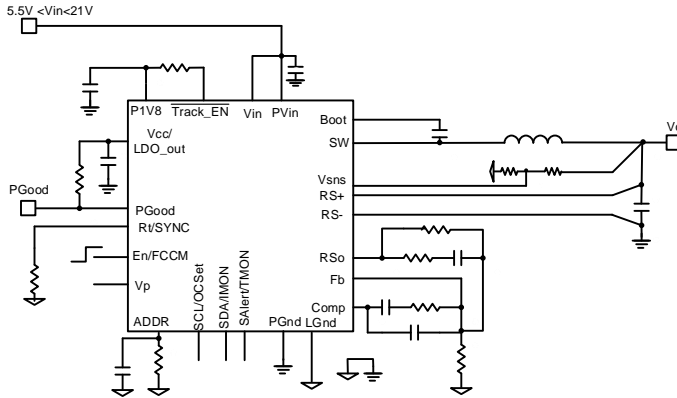 5.5V <Vin<21V
P1V8
Track_EN
Vin
PVin
Boot
Vcc/
LDO_out
SW
Vsns
PGood
RS+
RS-
PGood
Rt/SYNC
En/FCCM
RSo
Vp
Fb
Comp
ADDR
SCL/OCSet
SDA/IMON
SAlert/TMON
PGnd
LGnd